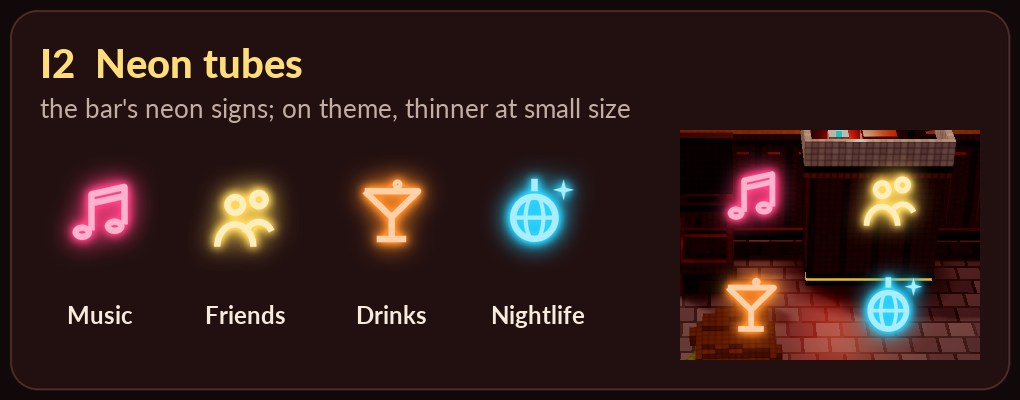 I2 Neon tubes
the bar's neon signs; on theme, thinner at small size
Music Friends Drinks Nightlife